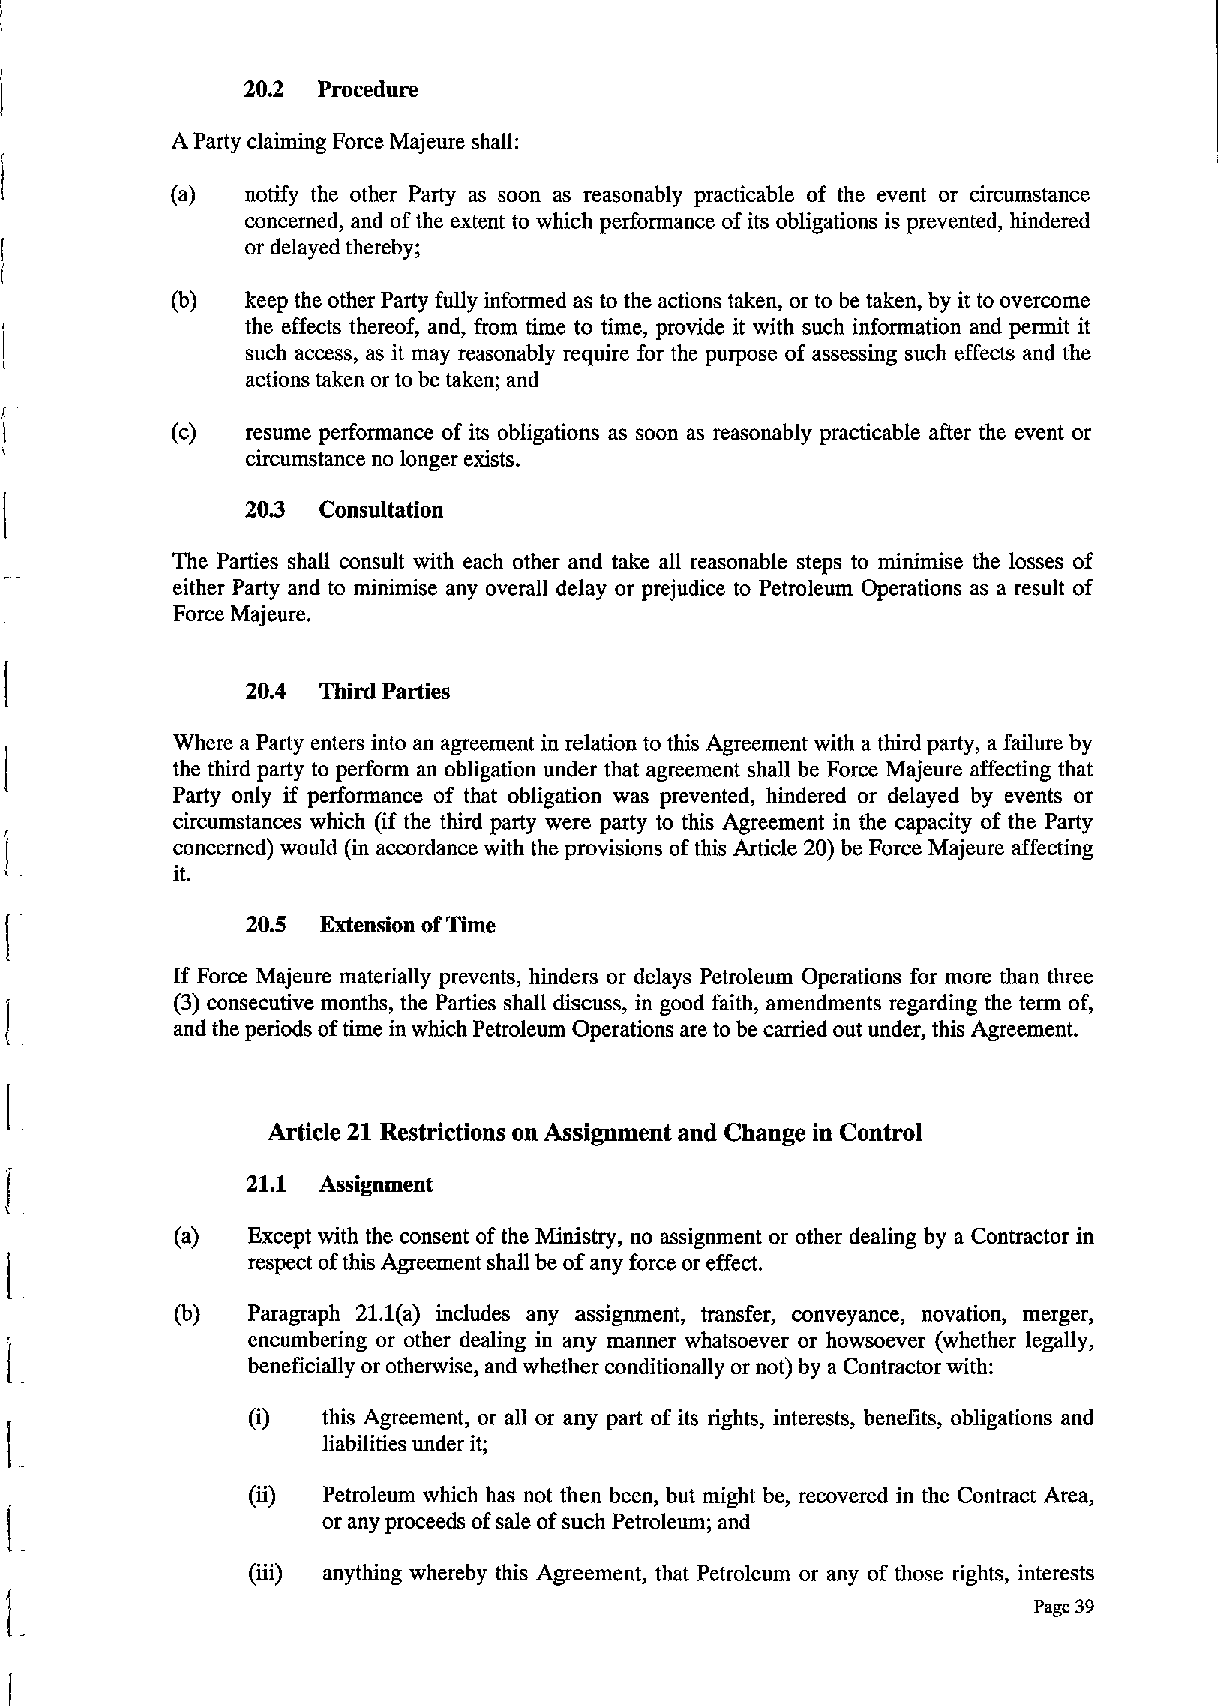 20.2 Procedure
A Party claiming Force Majeure shall:
(a) notify the other Party as soon as reasonably practicable of the event or circumstance
concerned, and of the extent to which performance of its obligations is prevented, hindered
or delayed thereby;
(b) keep the other Party fully informed as to the actions taken, or to be taken, by it to overcome
the effects thereof, and, from time to time, provide it with such information and permit it
such access, as it may reasonably require for the purpose of assessing such effects and the
actions taken or to be taken; and
(c) resume performance of its obligations as soon as reasonably practicable after the event or
circumstance no longer exists.
20.3 Consultation
The Parties shall consult with each other and take all reasonable steps to minimise the losses of
either Party and to minimise any overall delay or prejudice to Petroleum Operations as a result of
Force Majeure.
20.4 Third Parties
Where a Party enters into an agreement in relation to this Agreement with a third party, a failure by
the third party to perform an obligation under that agreement shall be Force Majeure affecting that
Party only if performance of that obligation was prevented, hindered or delayed by events or
circumstances which (if the third party were party to this Agreement in the capacity of the Party
concerned) would (in accordance with the provisions of this Article 20) be Force Majeure affecting
it.
20.5 Extension of Time
If Force Majeure materially prevents, hinders or delays Petroleum Operations for more than three
(3) consecutive months, the Parties shall discuss, in good faith, amendments regarding the term of,
and the periods of time in which Petroleum Operations are to be carried out under, this Agreement.
Article 21 Restrictions on Assignment and Change in Control
21.1 Assignment
(a) Except with the consent of the Ministry, no assignment or other dealing by a Contractor in
respect of this Agreement shall be of any force or effect.
(b) Paragraph 21.1(a) includes any assignment, transfer, conveyance, novation, merger,
encumbering or other dealing in any manner whatsoever or howsoever (whether legally,
beneficially or otherwise, and whether conditionally or not) by a Contractor with:
(i) this Agreement, or all or any part of its rights, interests, benefits, obligations and
liabilities under it;
(ii) Petroleum which has not then been, but might be, recovered in the Contract Area,
or any proceeds of sale of such Petroleum; and
(iii) anything whereby this Agreement, that Petroleum or any of those rights, interests
Page 39